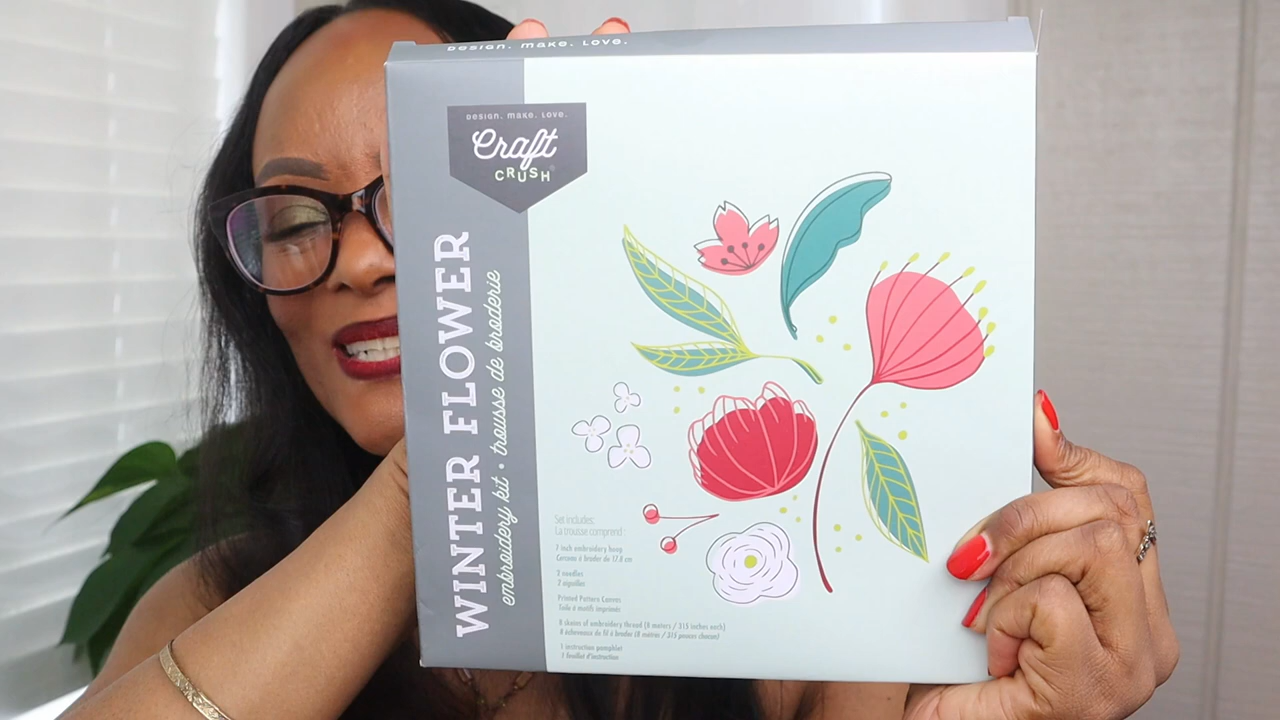 DESIGN. MAKE. LOVE.
DESIGN. MAKE. LOVE.
Craft
CRUSH
WINTER FLOWER
embroidery kit • trousse de broderie
Set includes:
La trousse comprend :
7 inch embroidery hoop
Cerceau à broder de 17.8 cm
2 needles
2 aiguilles
Printed Pattern Canvas
Toile à motifs imprimés
8 skeins of embroidery thread (8 meters / 315 inches each)
8 écheveaux de fil à broder (8 mètres / 315 pouces chacun)
1 instruction pamphlet
1 feuillet d'instruction